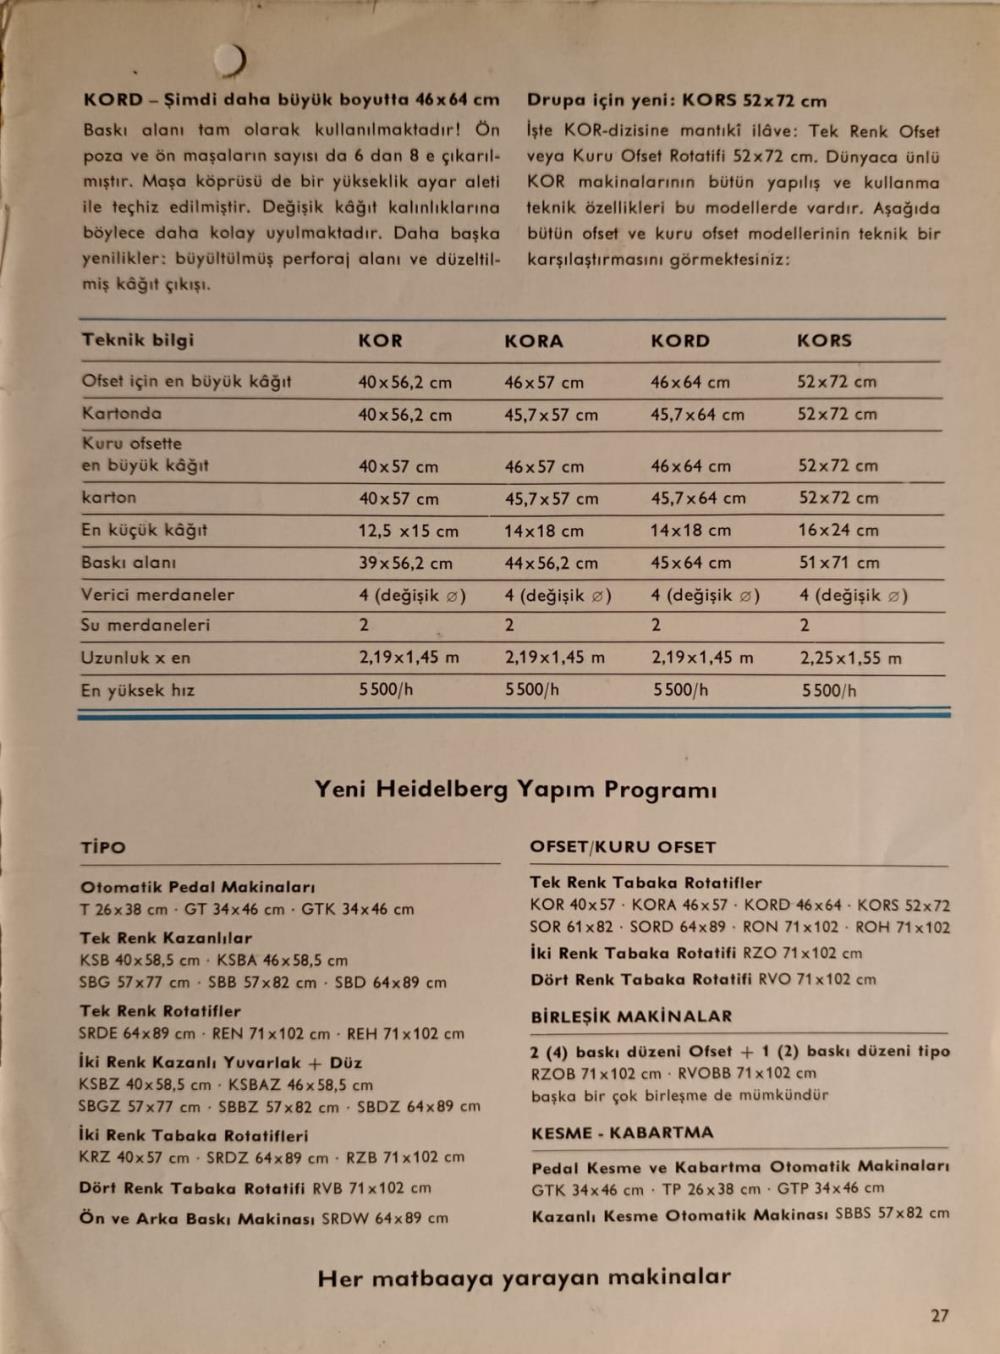 KORD – Şimdi daha büyük boyutta 46x64 cm
Baskı alanı tam olarak kullanılmaktadır! Ön
poza ve ön maşaların sayısı da 6 dan 8 e çıkarıl-
mıştır. Maşa köprüsü de bir yükseklik ayar aleti
ile teçhiz edilmiştir. Değişik kâğıt kalınlıklarına
böylece daha kolay uyulmaktadır. Daha başka
yenilikler: büyültülmüş perforaj alanı ve düzeltil-
miş kâğıt çıkışı.
Drupa için yeni: KORS 52x72 cm
İşte KOR-dizisine mantıkî ilâve: Tek Renk Ofset
veya Kuru Ofset Rotatifi 52x72 cm. Dünyaca ünlü
KOR makinalarının bütün yapılış ve kullanma
teknik özellikleri bu modellerde vardır. Aşağıda
bütün ofset ve kuru ofset modellerinin teknik bir
karşılaştırmasını görmektesiniz:
Teknik bilgi KOR KORA KORD KORS
Ofset için en büyük kâğıt 40x56,2 cm 46x57 cm 46x64 cm 52x72 cm
Kartonda 40x56,2 cm 45,7x57 cm 45,7x64 cm 52x72 cm
Kuru ofsette
en büyük kâğıt 40x57 cm 46x57 cm 46x64 cm 52x72 cm
karton 40x57 cm 45,7x57 cm 45,7x64 cm 52x72 cm
En küçük kâğıt 12,5 x15 cm 14x18 cm 14x18 cm 16x24 cm
Baskı alanı 39x56,2 cm 44x56,2 cm 45x64 cm 51x71 cm
Verici merdaneler 4 (değişik ⌀) 4 (değişik ⌀) 4 (değişik ⌀) 4 (değişik ⌀)
Su merdaneleri 2 2 2 2
Uzunluk x en 2,19x1,45 m 2,19x1,45 m 2,19x1,45 m 2,25x1,55 m
En yüksek hız 5500/h 5500/h 5500/h 5500/h
Yeni Heidelberg Yapım Programı
TİPO
Otomatik Pedal Makinaları
T 26x38 cm · GT 34x46 cm · GTK 34x46 cm
Tek Renk Kazanlılar
KSB 40x58,5 cm · KSBA 46x58,5 cm
SBG 57x77 cm · SBB 57x82 cm · SBD 64x89 cm
Tek Renk Rotatifler
SRDE 64x89 cm · REN 71x102 cm · REH 71x102 cm
İki Renk Kazanlı Yuvarlak + Düz
KSBZ 40x58,5 cm · KSBAZ 46x58,5 cm
SBGZ 57x77 cm · SBBZ 57x82 cm · SBDZ 64x89 cm
İki Renk Tabaka Rotatifleri
KRZ 40x57 cm · SRDZ 64x89 cm · RZB 71x102 cm
Dört Renk Tabaka Rotatifi RVB 71x102 cm
Ön ve Arka Baskı Makinası SRDW 64x89 cm
OFSET/KURU OFSET
Tek Renk Tabaka Rotatifler
KOR 40x57 · KORA 46x57 · KORD 46x64 · KORS 52x72
SOR 61x82 · SORD 64x89 · RON 71x102 · ROH 71x102
İki Renk Tabaka Rotatifi RZO 71x102 cm
Dört Renk Tabaka Rotatifi RVO 71x102 cm
BİRLEŞİK MAKİNALAR
2 (4) baskı düzeni Ofset + 1 (2) baskı düzeni tipo
RZOB 71x102 cm · RVOBB 71x102 cm
başka bir çok birleşme de mümkündür
KESME - KABARTMA
Pedal Kesme ve Kabartma Otomatik Makinaları
GTK 34x46 cm · TP 26x38 cm · GTP 34x46 cm
Kazanlı Kesme Otomatik Makinası SBBS 57x82 cm
Her matbaaya yarayan makinalar
27